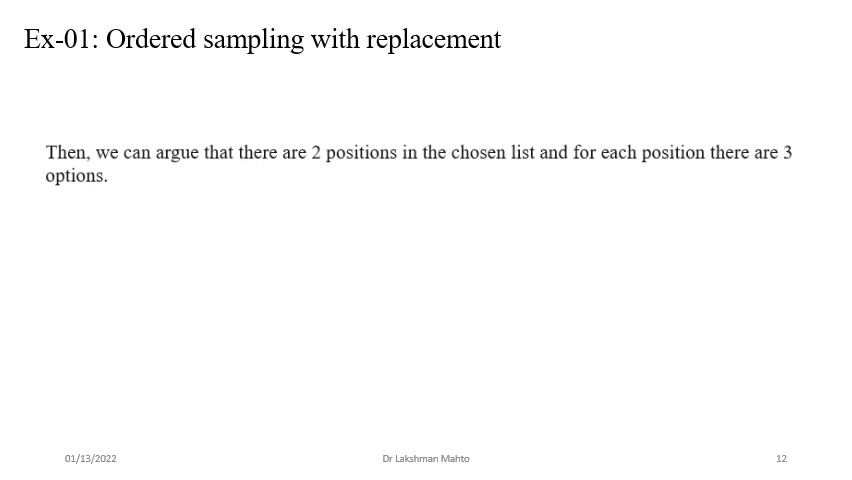 Ex-01: Ordered sampling with replacement
Then, we can argue that there are 2 positions in the chosen list and for each position there are 3
options.
01/13/2022
Dr Lakshman Mahto
12